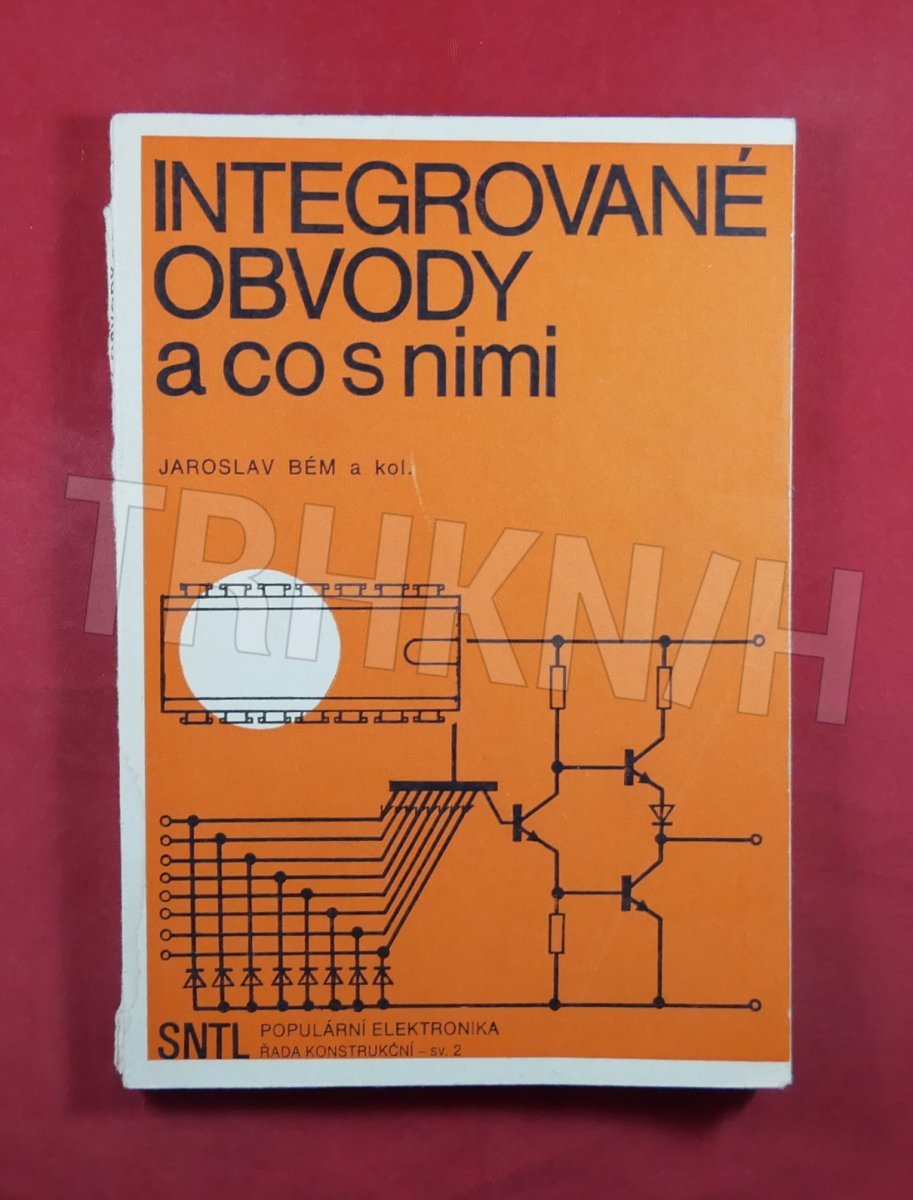 INTEGROVANÉ
OBVODY
a co s nimi
JAROSLAV BÉM a kol.
TRHKNIH
SNTL
POPULÁRNÍ ELEKTRONIKA
ŘADA KONSTRUKČNÍ – sv. 2